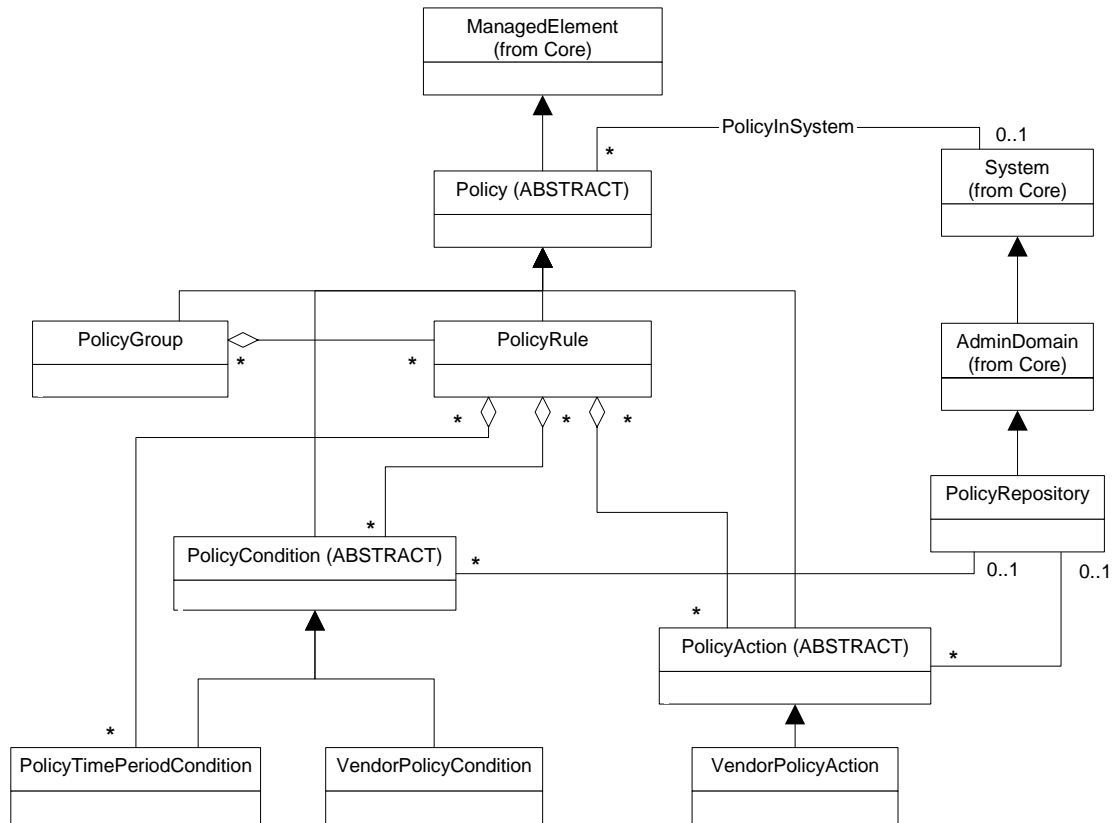 ManagedElement
(from Core)
PolicyInSystem
0..1
*
System
(from Core)
Policy (ABSTRACT)
PolicyGroup
PolicyRule
AdminDomain
(from Core)
*
*
*
*
*
PolicyRepository
*
PolicyCondition (ABSTRACT)
*
0..1
0..1
*
PolicyAction (ABSTRACT)
*
*
PolicyTimePeriodCondition
VendorPolicyCondition
VendorPolicyAction